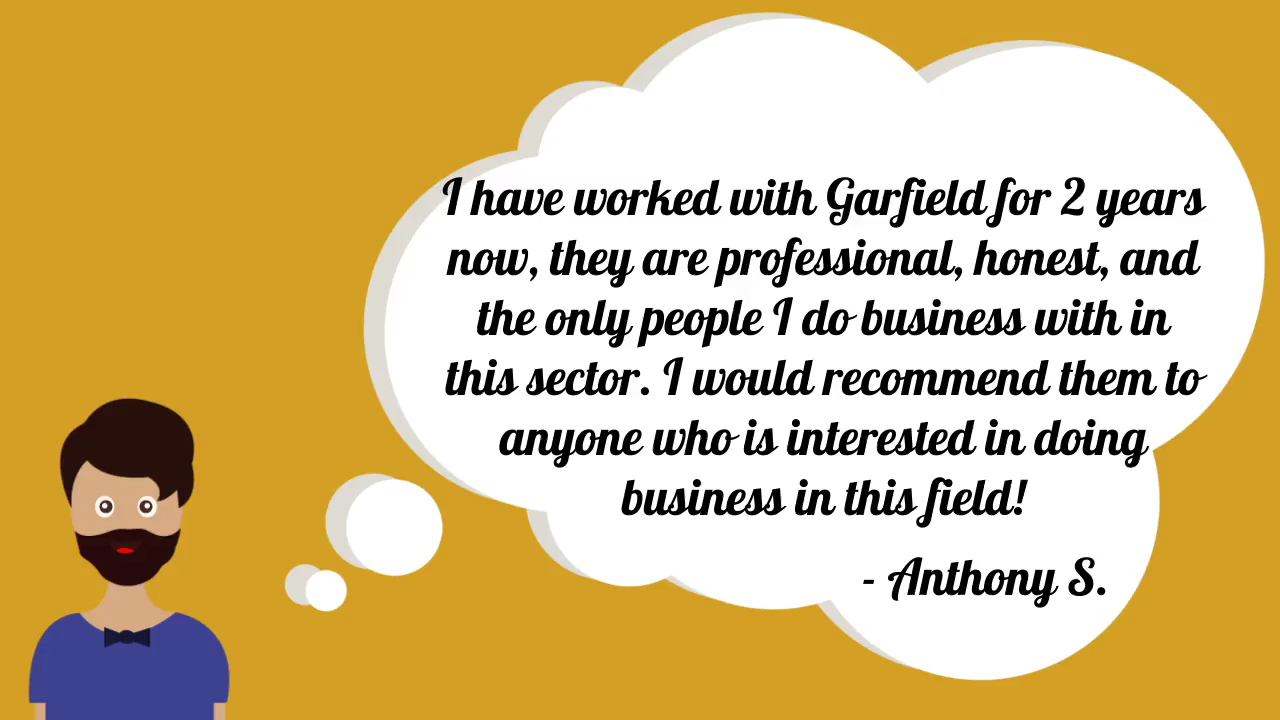 I have worked with Garfield for 2 years
now, they are professional, honest, and
the only people I do business with in
this sector. I would recommend them to
anyone who is interested in doing
business in this field!
- Anthony S.